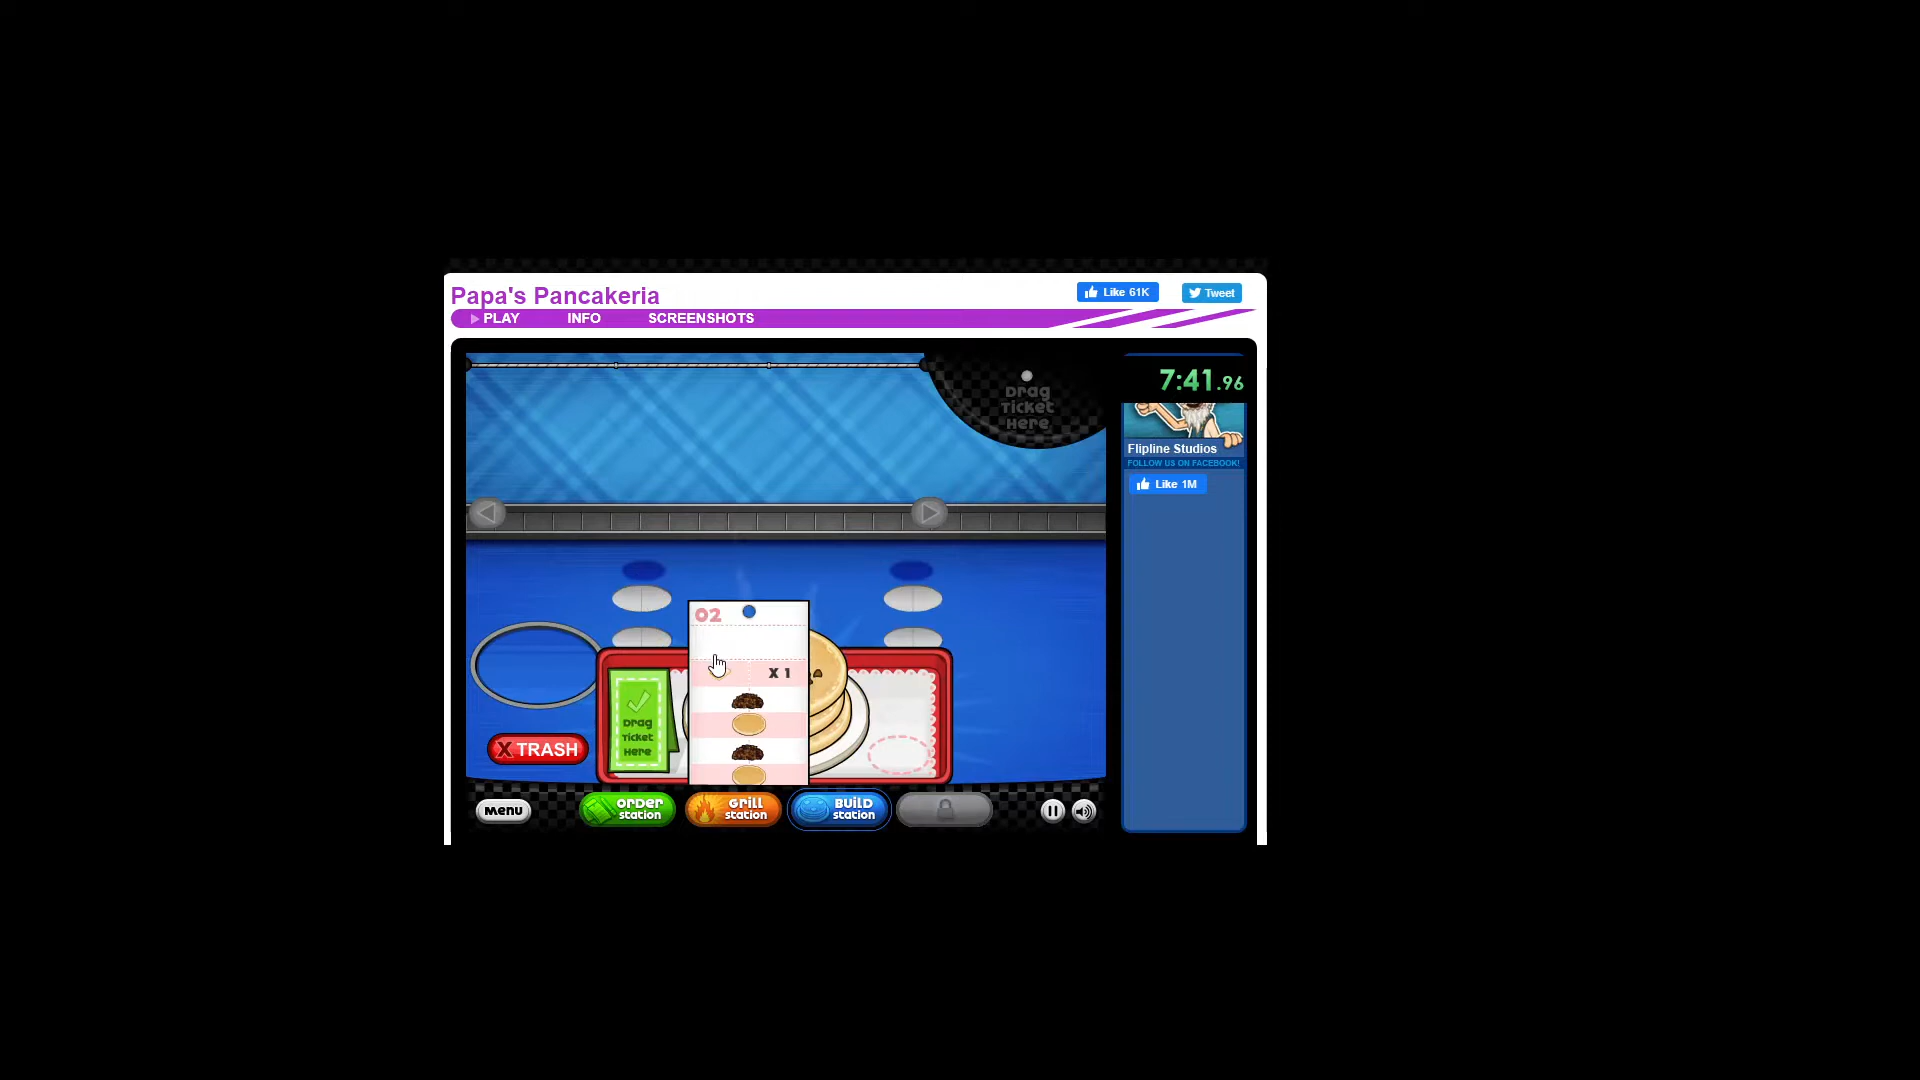 Papa's Pancakeria
Like 61K
Tweet
PLAY
INFO
SCREENSHOTS
7:41.96
Drag
Ticket
Here
Flipline Studios
FOLLOW US ON FACEBOOK!
Like 1M
02
X 1
Drag
Ticket
Here
X TRASH
Menu
Order
station
Grill
station
Build
station